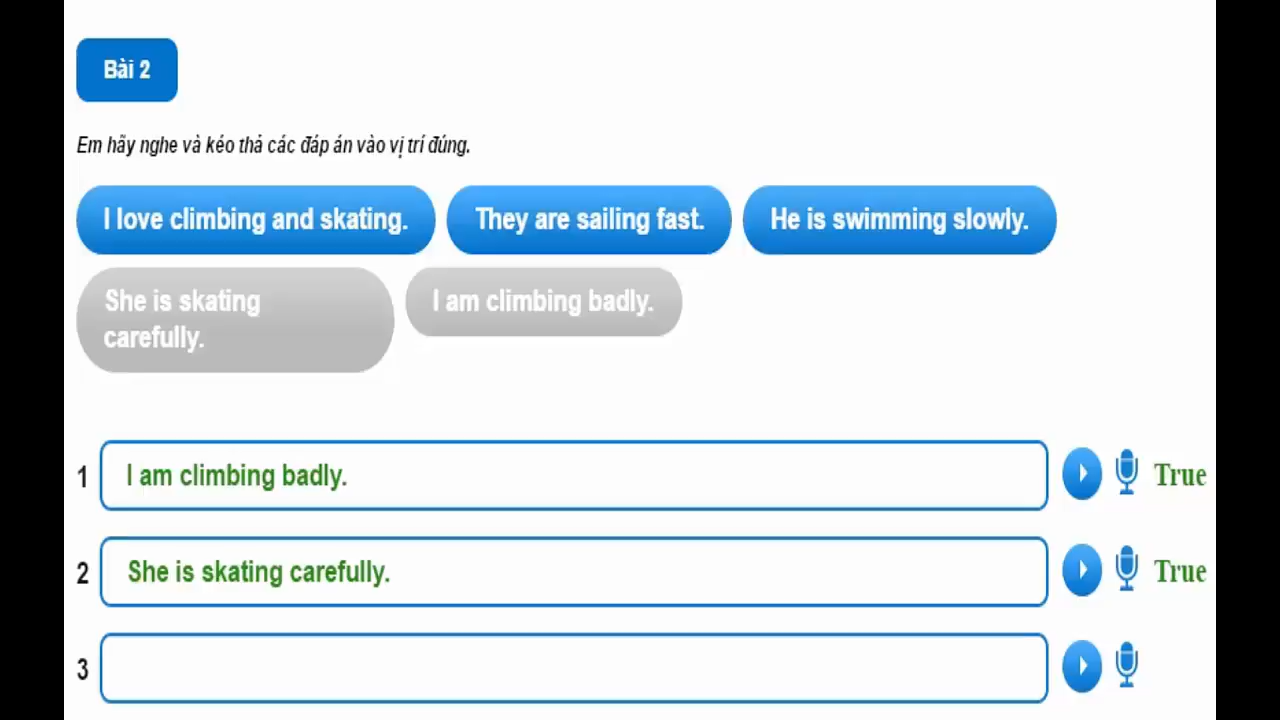 Bài 2
Em hãy nghe và kéo thả các đáp án vào vị trí đúng.
I love climbing and skating.
They are sailing fast.
He is swimming slowly.
She is skating
carefully.
I am climbing badly.
1 I am climbing badly. True
2 She is skating carefully. True
3